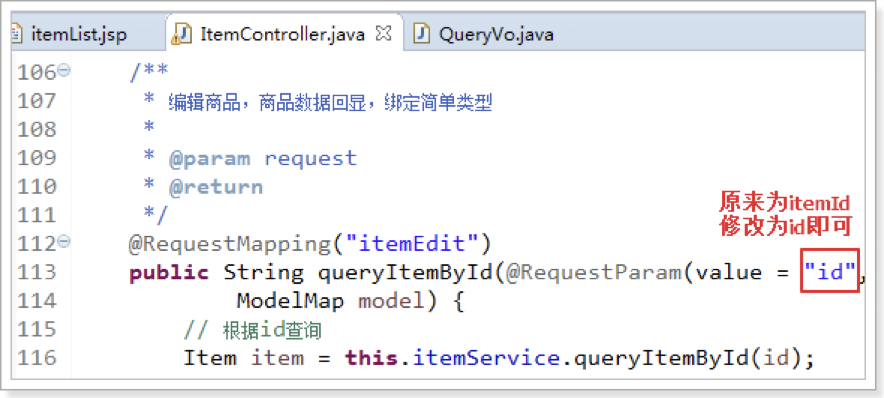 itemList.jsp ItemController.java QueryVo.java
106 /**
107 * 编辑商品，商品数据回显，绑定简单类型
108 *
109 * @param request
110 * @return
111 */
原来为itemId
修改为id即可
112 @RequestMapping("itemEdit")
113 public String queryItemById(@RequestParam(value = "id",
114 ModelMap model) {
115 // 根据id查询
116 Item item = this.itemService.queryItemById(id);